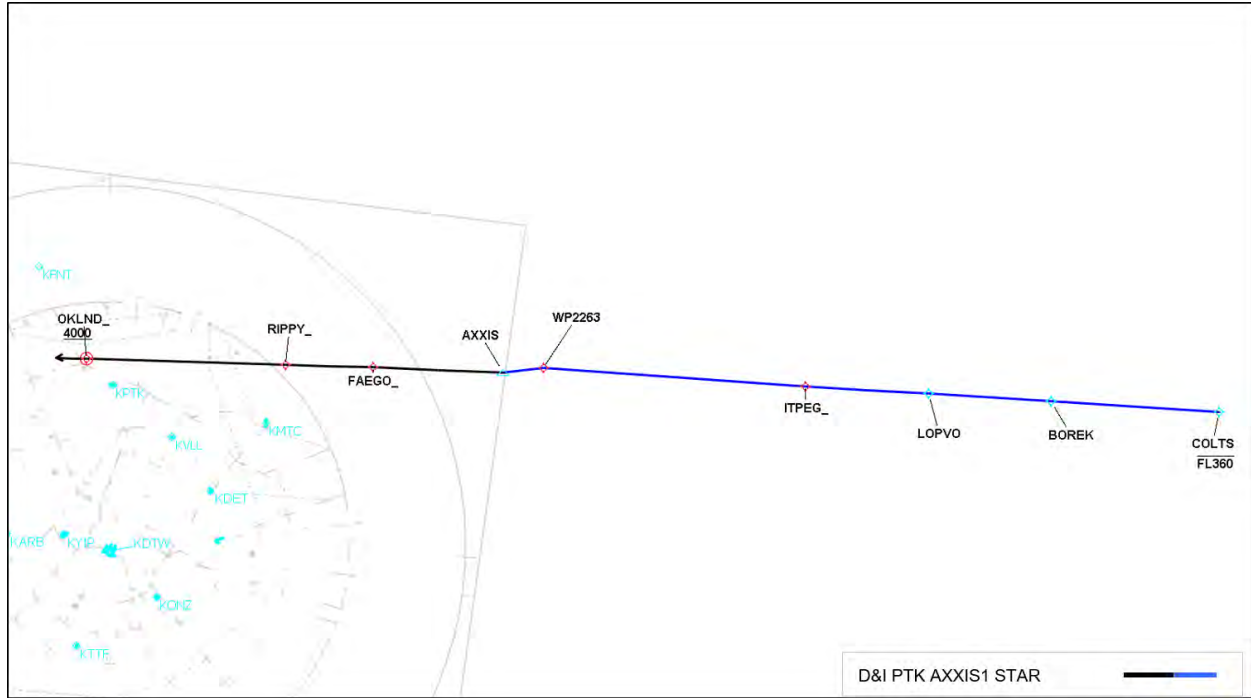 KPNT
OKLND_
4000
RIPPY_
FAEGO_
AXXIS
WP2263
ITPEG_
LOPVO
BOREK
COLTS
FL360
KPTK
KVLL
KMTC
KDET
KARB
KYIP
KDTW
KONZ
KTTF_
D&I PTK AXXIS1 STAR